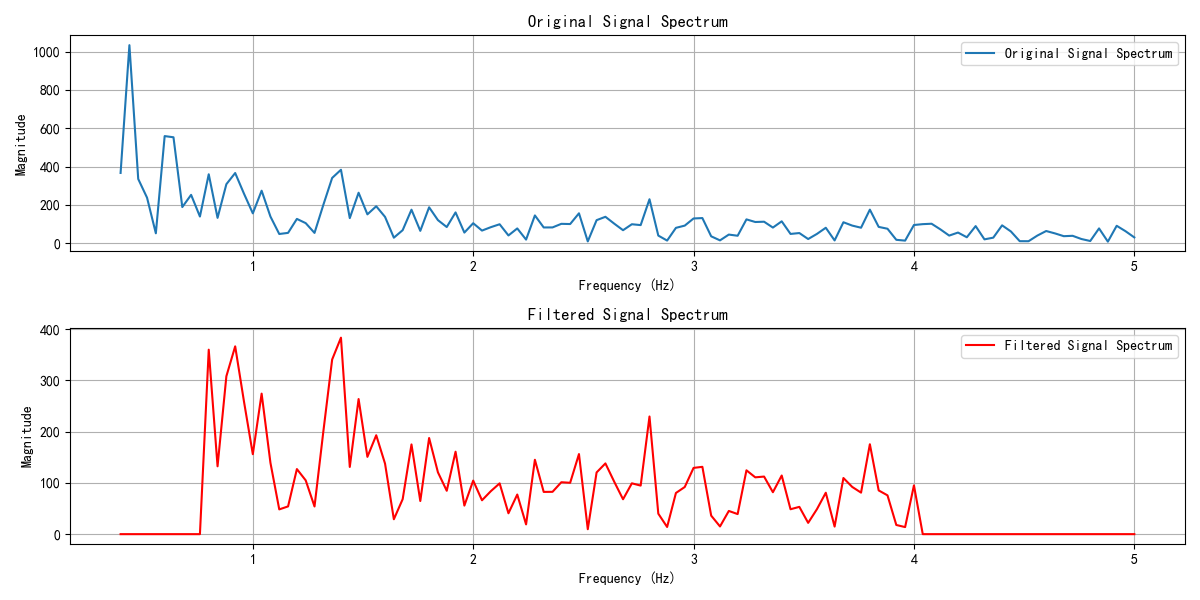 Original Signal Spectrum
Original Signal Spectrum
Magnitude
1000
800
600
400
200
0
1 2 3 4 5
Frequency (Hz)
Filtered Signal Spectrum
Filtered Signal Spectrum
Magnitude
400
300
200
100
0
1 2 3 4 5
Frequency (Hz)